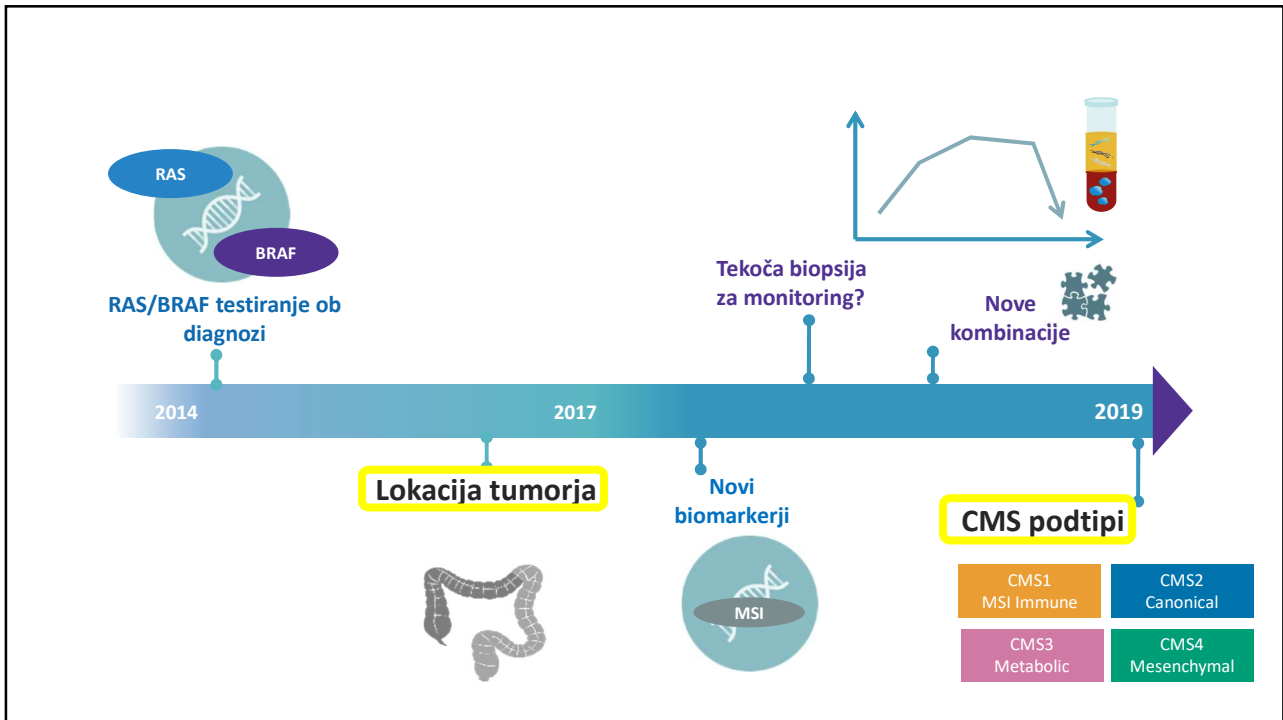 RAS
BRAF
RAS/BRAF testiranje ob
diagnozi
Tekoča biopsija
za monitoring?
Nove
kombinacije
2014
2017
2019
Lokacija tumorja
Novi
biomarkerji
MSI
CMS podtipi
CMS1
MSI Immune
CMS2
Canonical
CMS3
Metabolic
CMS4
Mesenchymal